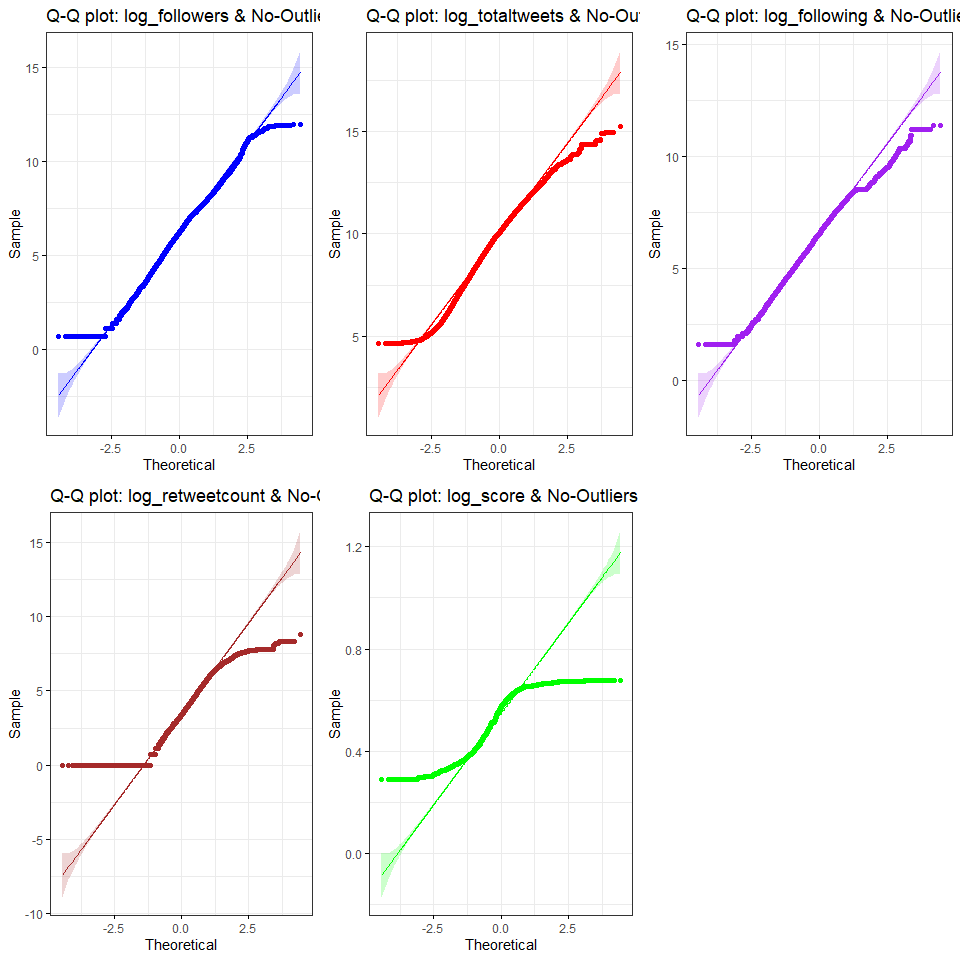 Q-Q plot: log_followers & No-Outlie
15
10
5
0
Sample
-2.5
0.0
2.5
Theoretical
Q-Q plot: log_totaltweets & No-Out
15
10
5
Sample
-2.5
0.0
2.5
Theoretical
Q-Q plot: log_following & No-Outlie
15
10
5
0
Sample
-2.5
0.0
2.5
Theoretical
Q-Q plot: log_retweetcount & No-O
15
10
5
0
-5
-10
Sample
-2.5
0.0
2.5
Theoretical
Q-Q plot: log_score & No-Outliers
1.2
0.8
0.4
0.0
Sample
-2.5
0.0
2.5
Theoretical